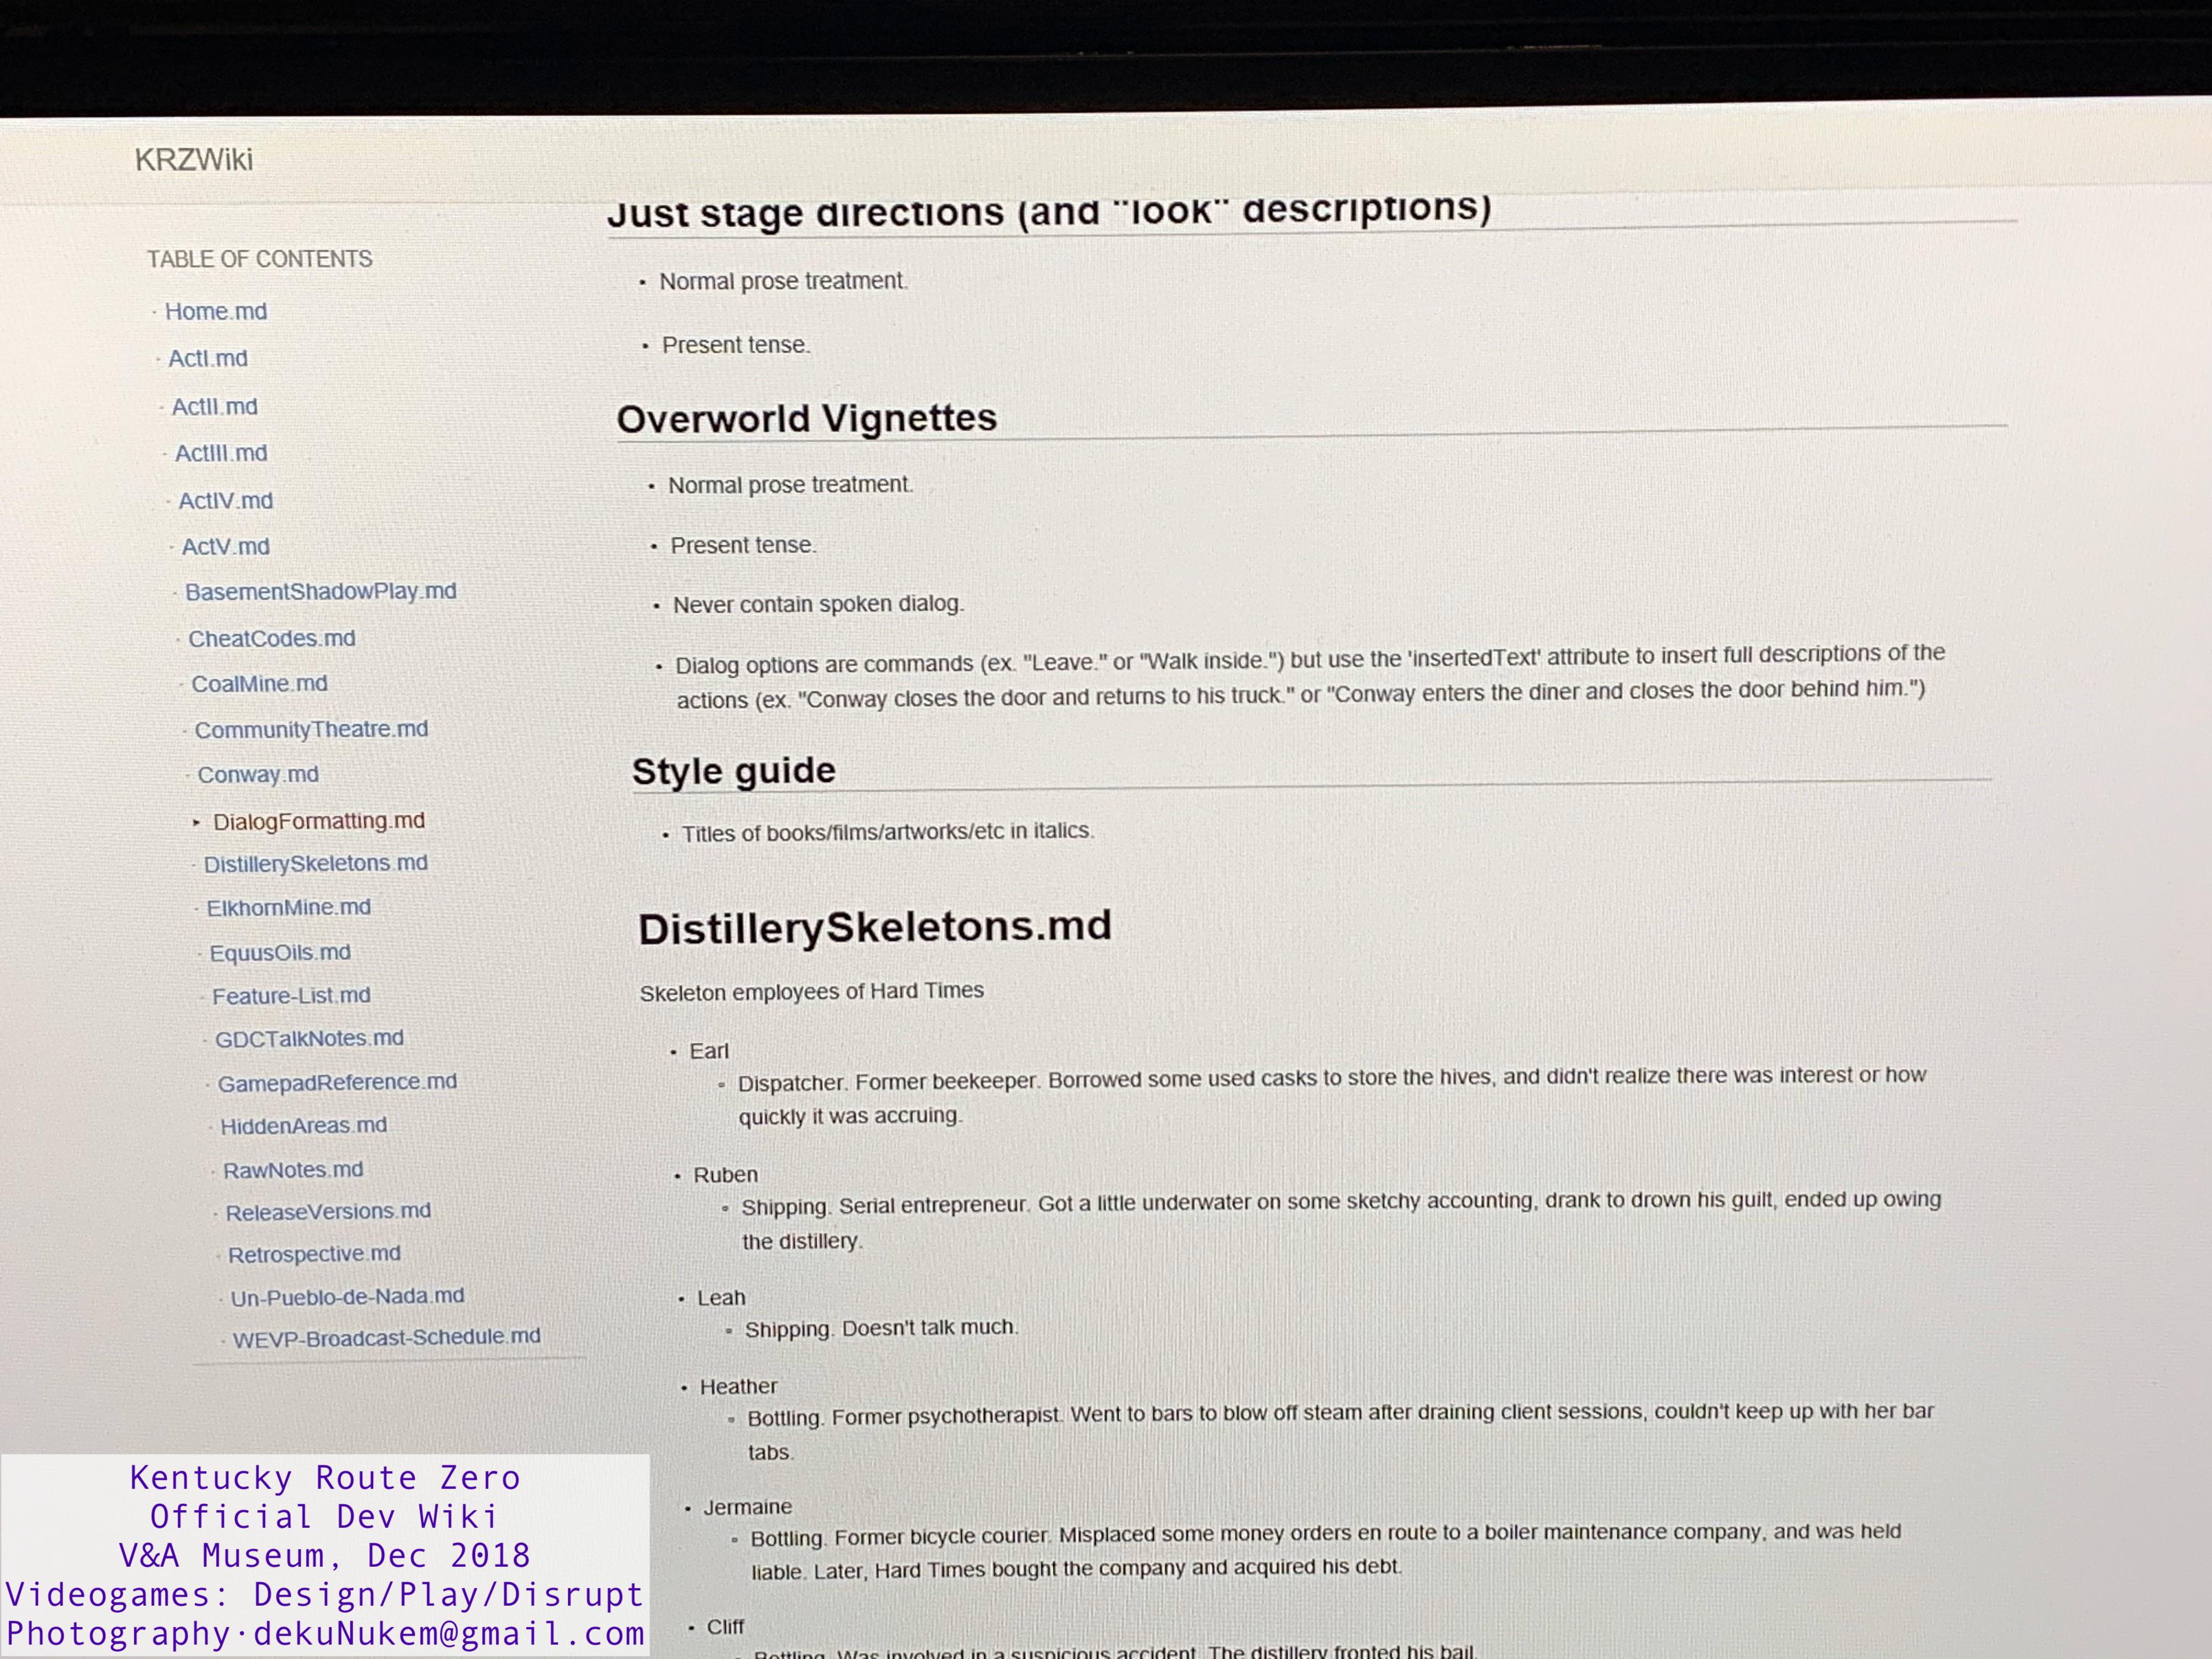 KRZWiki
TABLE OF CONTENTS
Home.md
ActI.md
ActII.md
ActIII.md
ActIV.md
ActV.md
BasementShadowPlay.md
CheatCodes.md
CoalMine.md
CommunityTheatre.md
Conway.md
DialogFormatting.md
DistillerySkeletons.md
ElkhornMine.md
EquusOils.md
Feature-List.md
GDCTalkNotes.md
GamepadReference.md
HiddenAreas.md
RawNotes.md
ReleaseVersions.md
Retrospective.md
Un-Pueblo-de-Nada.md
WEVP-Broadcast-Schedule.md
Just stage directions (and "look" descriptions)
• Normal prose treatment.
• Present tense.
Overworld Vignettes
• Normal prose treatment.
• Present tense.
• Never contain spoken dialog.
• Dialog options are commands (ex. "Leave." or "Walk inside.") but use the 'insertedText' attribute to insert full descriptions of the
actions (ex. "Conway closes the door and returns to his truck." or "Conway enters the diner and closes the door behind him.")
Style guide
• Titles of books/films/artworks/etc in italics.
DistillerySkeletons.md
Skeleton employees of Hard Times
• Earl
◦ Dispatcher. Former beekeeper. Borrowed some used casks to store the hives, and didn't realize there was interest or how
quickly it was accruing.
• Ruben
◦ Shipping. Serial entrepreneur. Got a little underwater on some sketchy accounting, drank to drown his guilt, ended up owing
the distillery.
• Leah
◦ Shipping. Doesn't talk much.
• Heather
◦ Bottling. Former psychotherapist. Went to bars to blow off steam after draining client sessions, couldn't keep up with her bar
tabs.
• Jermaine
◦ Bottling. Former bicycle courier. Misplaced some money orders en route to a boiler maintenance company, and was held
liable. Later, Hard Times bought the company and acquired his debt.
• Cliff
Bottling. Was involved in a suspicious accident. The distillery fronted his bail.
Kentucky Route Zero
Official Dev Wiki
V&A Museum, Dec 2018
Videogames: Design/Play/Disrupt
Photography·dekuNukem@gmail.com